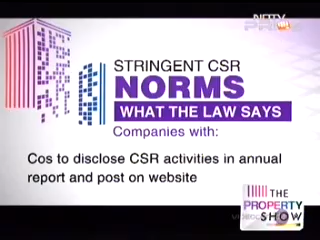 STRINGENT CSR
NORMS
WHAT THE LAW SAYS
Companies with:
Cos to disclose CSR activities in annual
report and post on website
THE
PROPERTY
SHOW